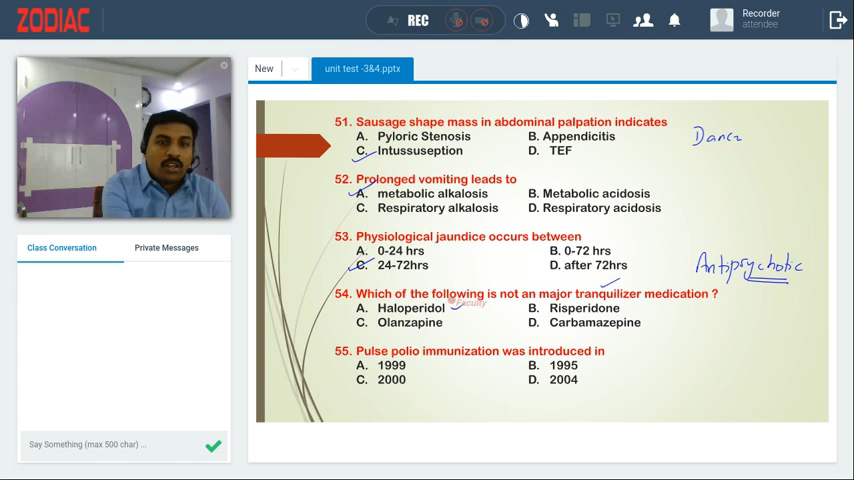 ZODIAC
REC
Recorder
attendee
New
unit test -3&4.pptx
51. Sausage shape mass in abdominal palpation indicates
A. Pyloric Stenosis B. Appendicitis
C. Intussuseption D. TEF
Dance
52. Prolonged vomiting leads to
A. metabolic alkalosis B. Metabolic acidosis
C. Respiratory alkalosis D. Respiratory acidosis
53. Physiological jaundice occurs between
A. 0-24 hrs B. 0-72 hrs
C. 24-72hrs D. after 72hrs
Antipsychotic
54. Which of the following is not an major tranquilizer medication ?
Faculty
A. Haloperidol B. Risperidone
C. Olanzapine D. Carbamazepine
55. Pulse polio immunization was introduced in
A. 1999 B. 1995
C. 2000 D. 2004
Class Conversation Private Messages
Say Something (max 500 char) ...